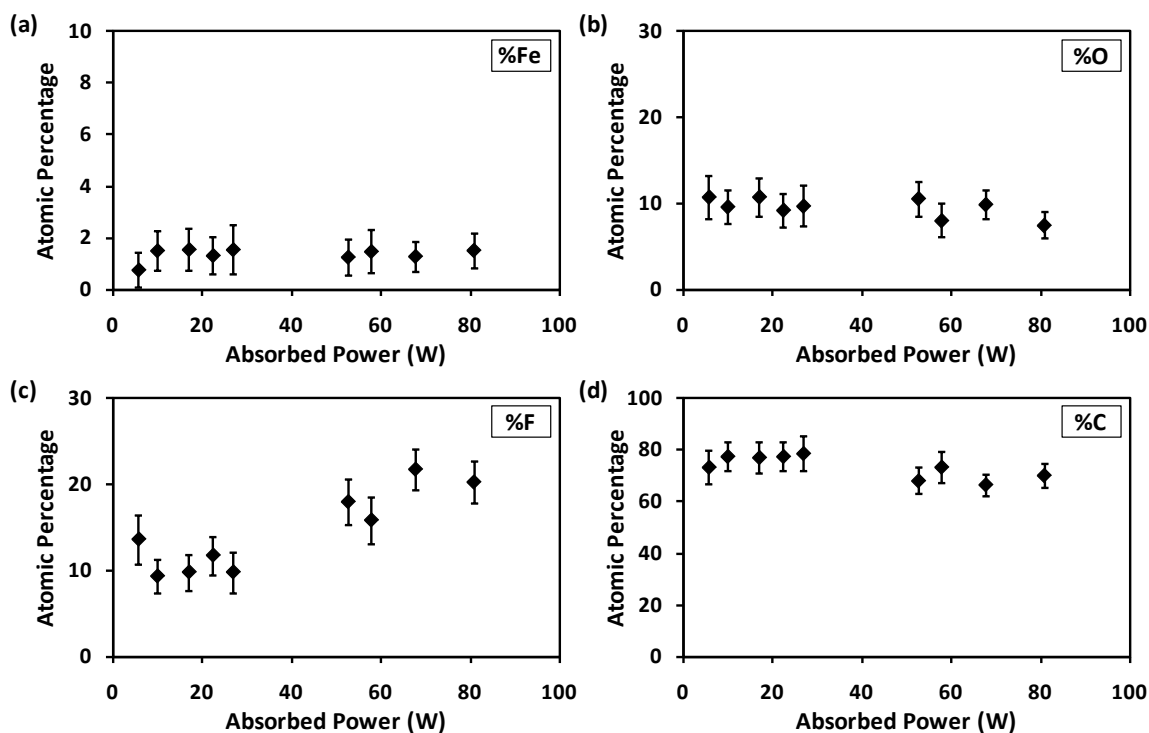 (a)
%Fe
Atomic Percentage
10
8
6
4
2
0
0 20 40 60 80 100
Absorbed Power (W)
(b)
%O
Atomic Percentage
30
20
10
0
0 20 40 60 80 100
Absorbed Power (W)
(c)
%F
Atomic Percentage
30
20
10
0
0 20 40 60 80 100
Absorbed Power (W)
(d)
%C
Atomic Percentage
100
80
60
40
20
0
0 20 40 60 80 100
Absorbed Power (W)